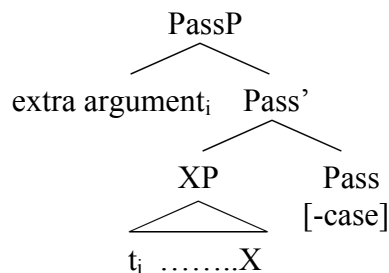 PassP
extra argumentᵢ Pass’
XP Pass
[-case]
tᵢ ……..X